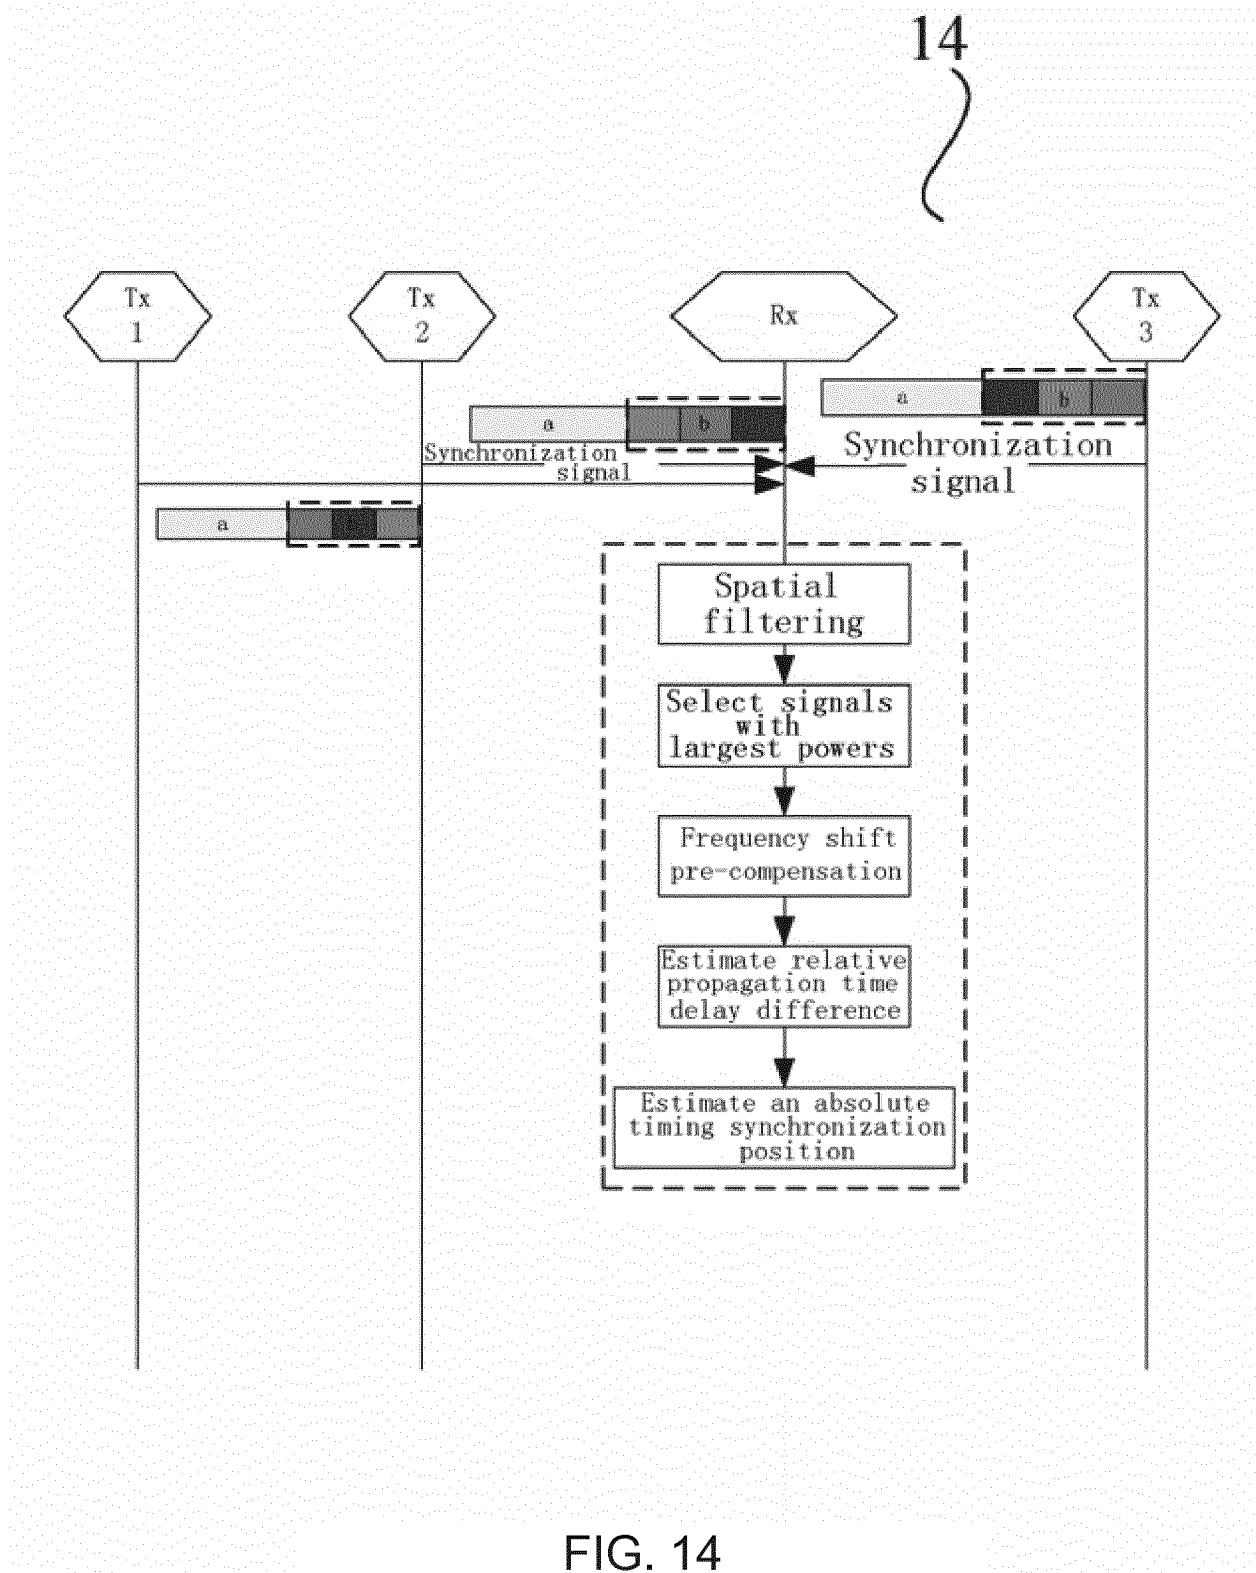 14
Tx
1
Tx
2
Rx
Tx
3
a
b
a
b
Synchronization
signal
Synchronization
signal
a
Spatial
filtering
Select signals
with
largest powers
Frequency shift
pre-compensation
Estimate relative
propagation time
delay difference
Estimate an absolute
timing synchronization
position
FIG. 14